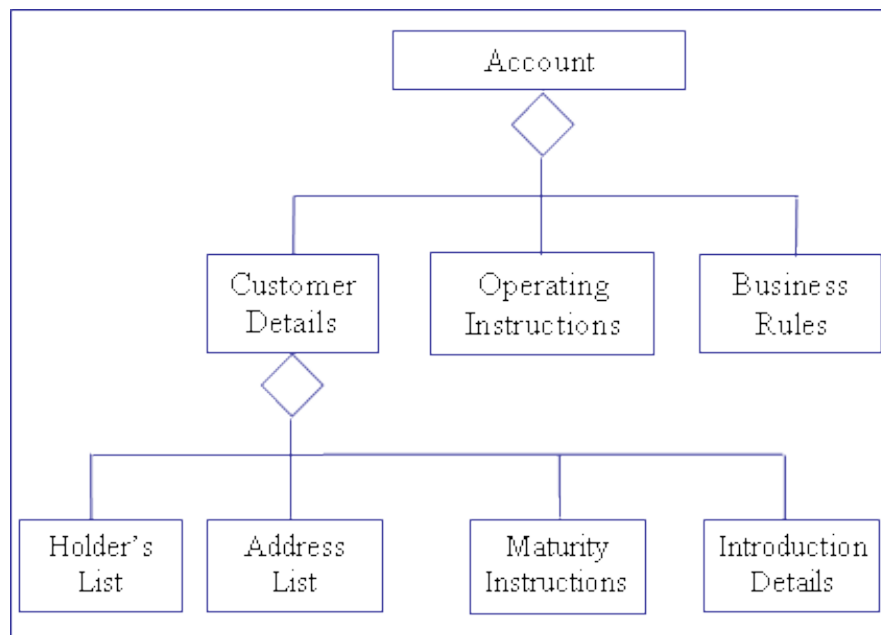 Account
Customer
Details
Operating
Instructions
Business
Rules
Holder's
List
Address
List
Maturity
Instructions
Introduction
Details